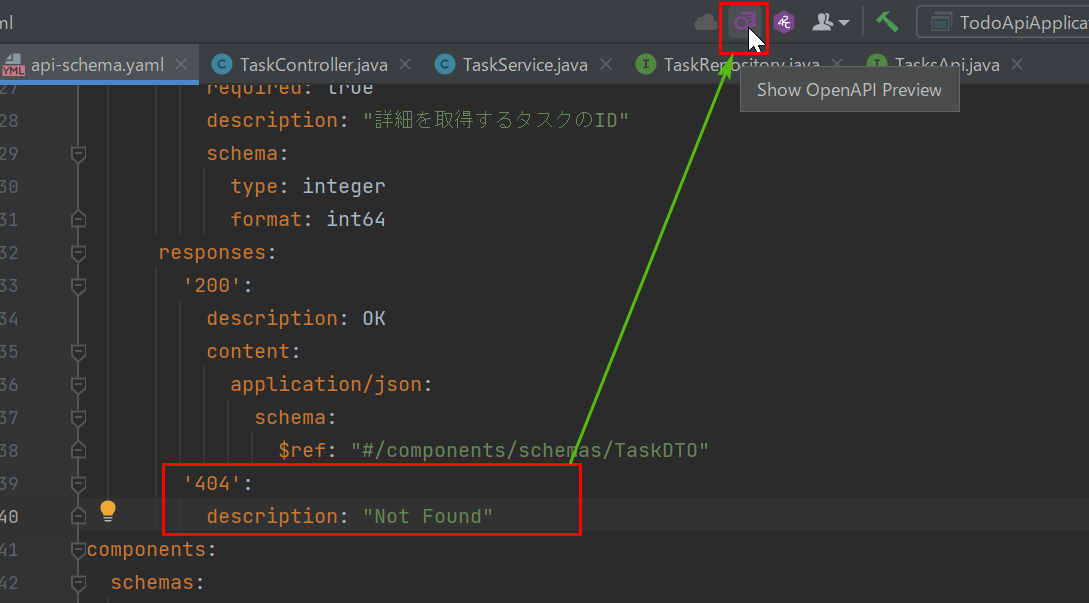 ml
TodoApiApplica
YML api-schema.yaml
C TaskController.java
C TaskService.java
I TaskRepository.java
I TasksApi.java
Show OpenAPI Preview
27 required: true
28 description: "詳細を取得するタスクのID"
29 schema:
30 type: integer
31 format: int64
32 responses:
33 '200':
34 description: OK
35 content:
36 application/json:
37 schema:
38 $ref: "#/components/schemas/TaskDTO"
39 '404':
40 description: "Not Found"
41 components:
42 schemas: